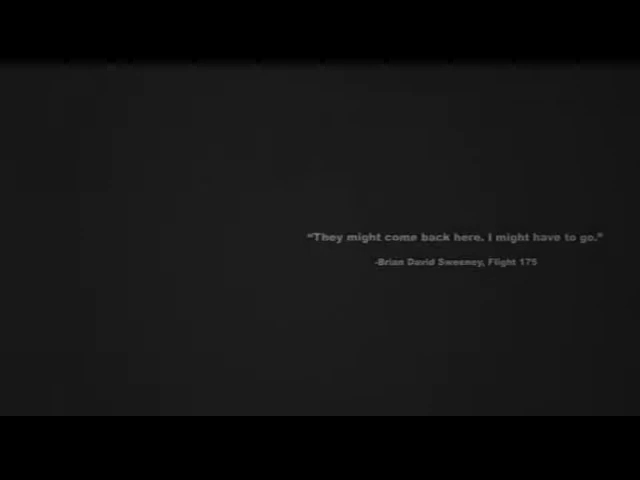 “They might come back here. I might have to go.”
-Brian David Sweeney, Flight 175